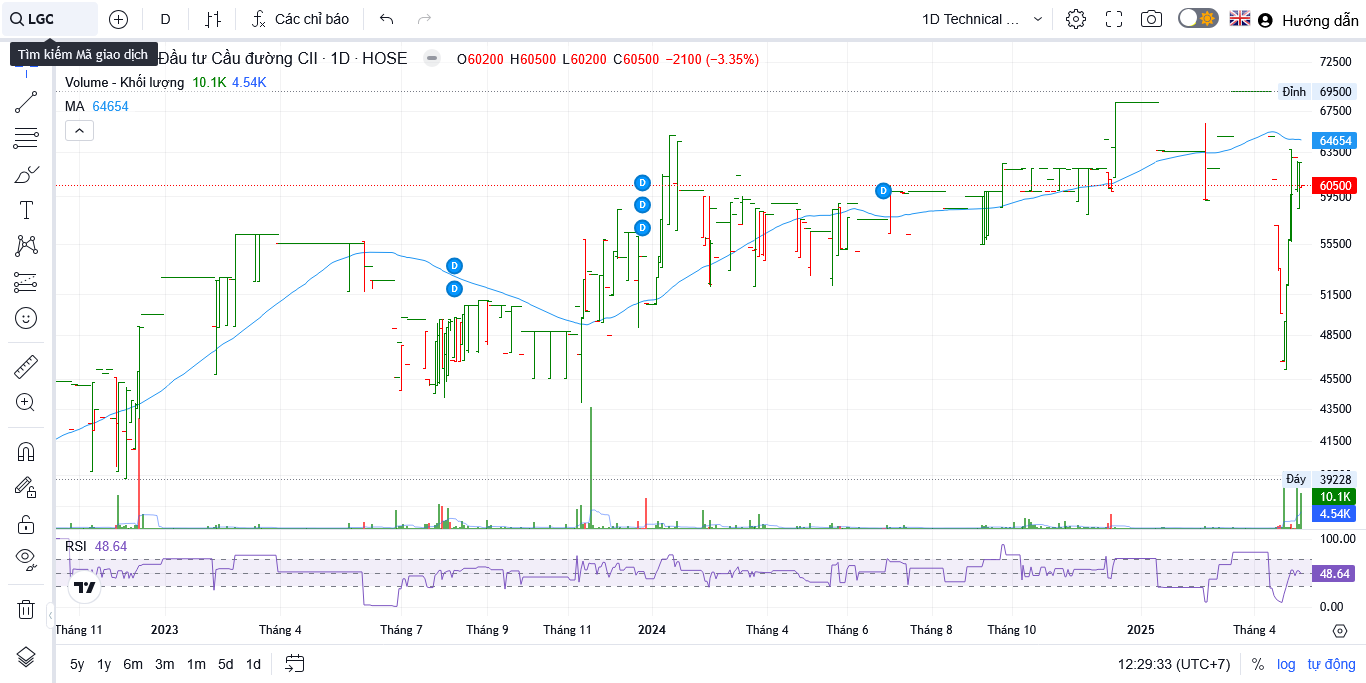 LGC
D
Các chỉ báo
1D Technical ...
Hướng dẫn
Tìm kiếm Mã giao dịch
Đầu tư Cầu đường CII · 1D · HOSE
O60200 H60500 L60200 C60500 −2100 (−3.35%)
Volume - Khối lượng 10.1K 4.54K
MA 64654
72500
Đỉnh 69500
67500
64654
63500
60500
59500
55500
51500
48500
45500
43500
41500
Đáy 39228
10.1K
4.54K
D
D
D
D
D
D
RSI 48.64
100.00
48.64
0.00
Tháng 11 2023 Tháng 4 Tháng 7 Tháng 9 Tháng 11 2024 Tháng 4 Tháng 6 Tháng 8 Tháng 10 2025 Tháng 4
5y 1y 6m 3m 1m 5d 1d
12:29:33 (UTC+7) % log tự động